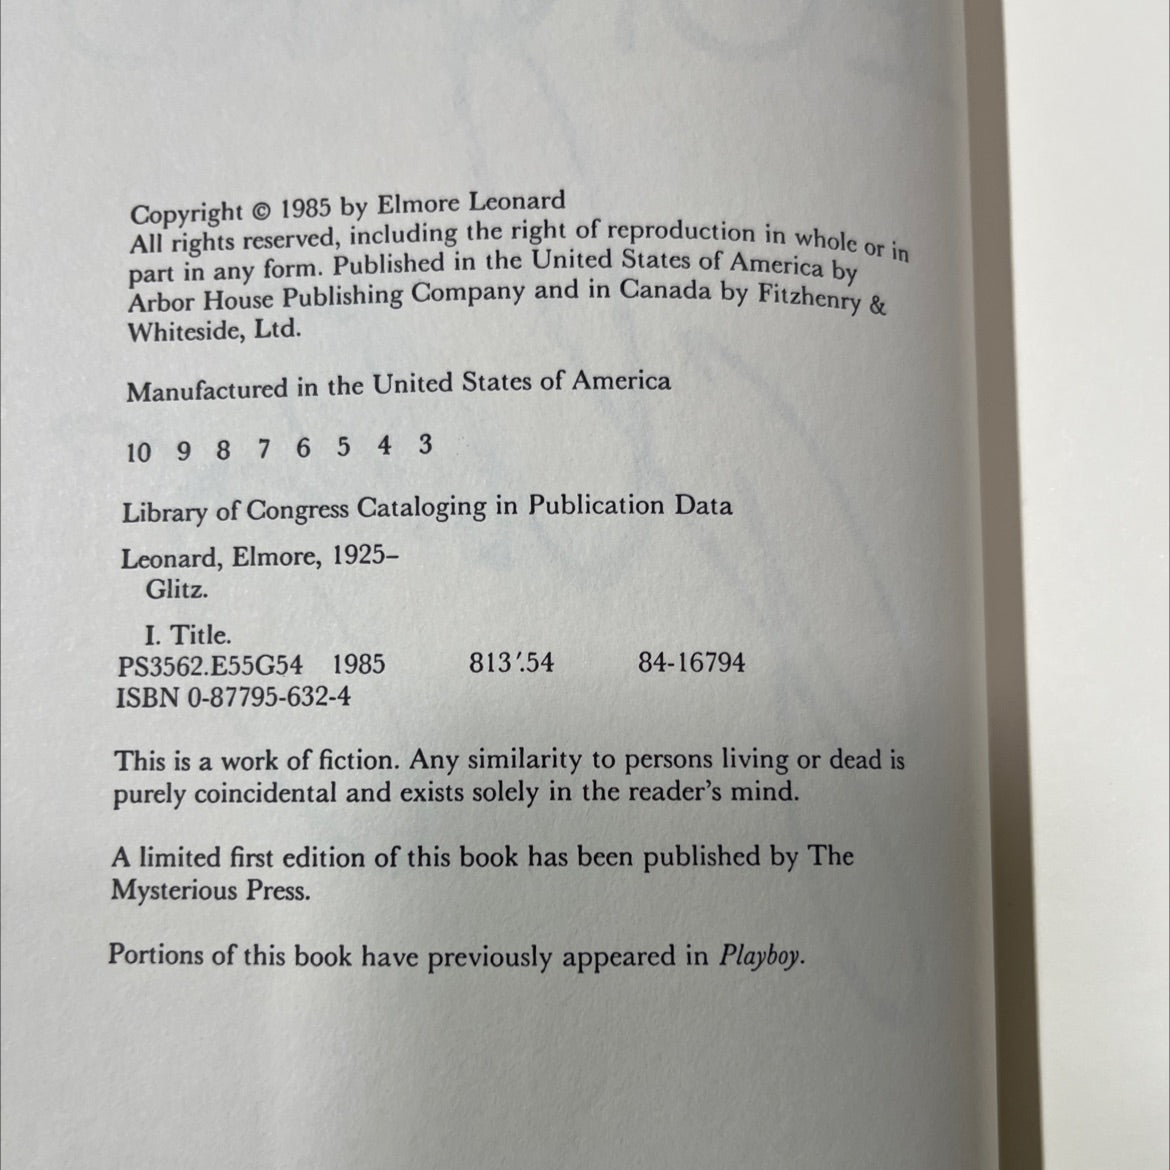 Copyright © 1985 by Elmore Leonard
All rights reserved, including the right of reproduction in whole or in
part in any form. Published in the United States of America by
Arbor House Publishing Company and in Canada by Fitzhenry &
Whiteside, Ltd.
Manufactured in the United States of America
10 9 8 7 6 5 4 3
Library of Congress Cataloging in Publication Data
Leonard, Elmore, 1925–
Glitz.
I. Title.
PS3562.E55G54 1985 813′.54 84-16794
ISBN 0-87795-632-4
This is a work of fiction. Any similarity to persons living or dead is
purely coincidental and exists solely in the reader's mind.
A limited first edition of this book has been published by The
Mysterious Press.
Portions of this book have previously appeared in Playboy.